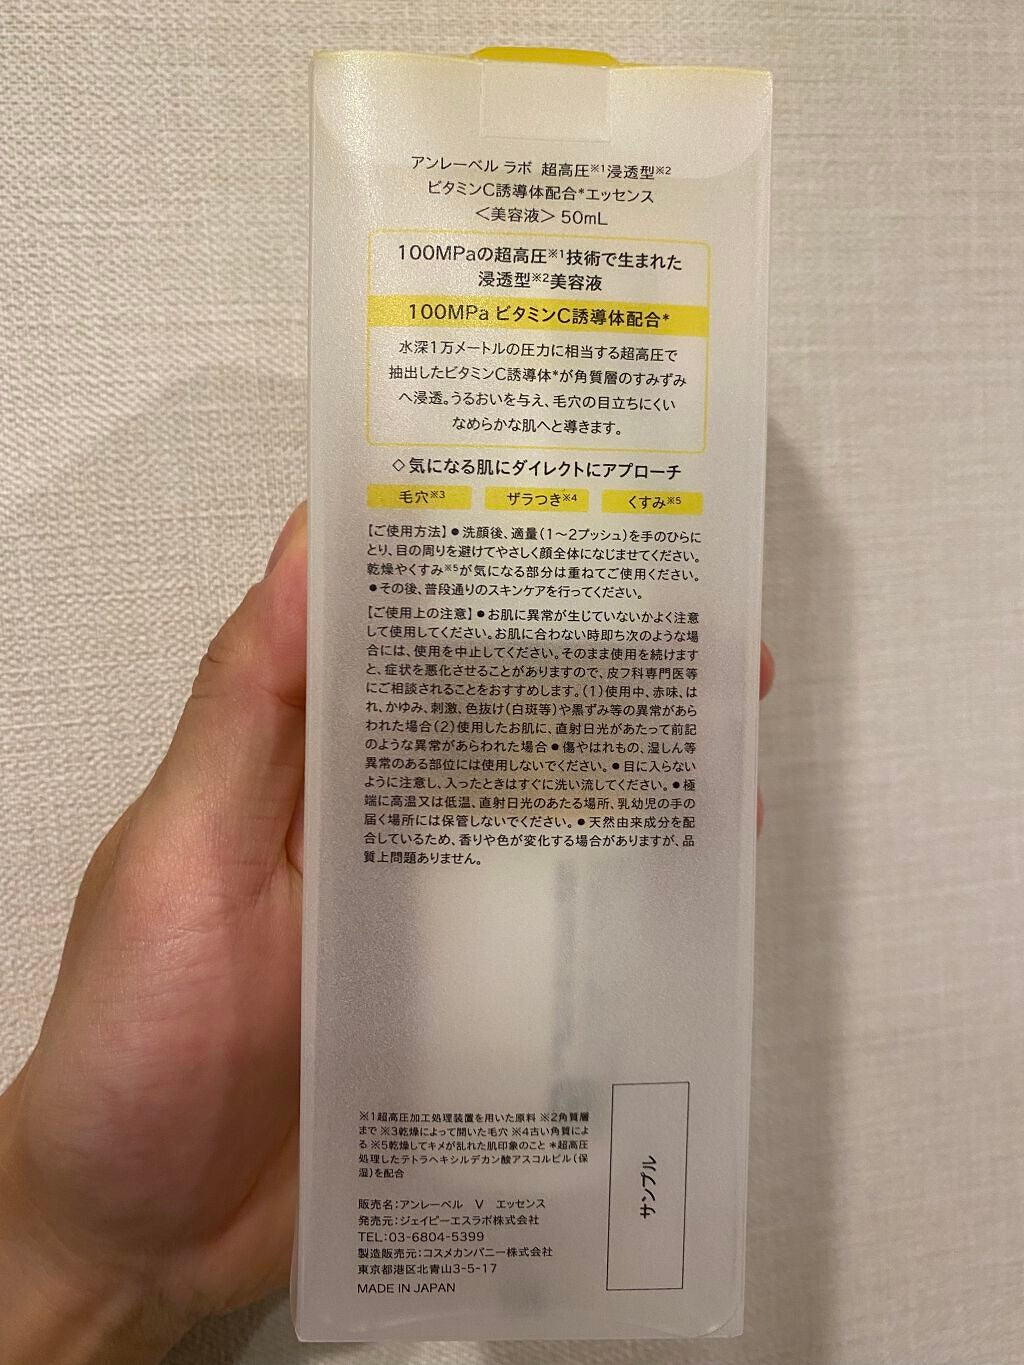 アンレーベル ラボ 超高圧※1浸透型※2
ビタミンC誘導体配合*エッセンス
＜美容液＞ 50mL
100MPaの超高圧※1技術で生まれた
浸透型※2美容液
100MPa ビタミンC誘導体配合*
水深1万メートルの圧力に相当する超高圧で
抽出したビタミンC誘導体*が角質層のすみずみ
へ浸透。うるおいを与え、毛穴の目立ちにくい
なめらかな肌へと導きます。
◇気になる肌にダイレクトにアプローチ
毛穴※3 ザラつき※4 くすみ※5
【ご使用方法】●洗顔後、適量（1〜2プッシュ）を手のひらに
とり、目の周りを避けてやさしく顔全体になじませてください。
乾燥やくすみ※5が気になる部分は重ねてご使用ください。
●その後、普段通りのスキンケアを行ってください。
【ご使用上の注意】●お肌に異常が生じていないかよく注意
して使用してください。お肌に合わない時即ち次のような場
合には、使用を中止してください。そのまま使用を続けます
と、症状を悪化させることがありますので、皮フ科専門医等
にご相談されることをおすすめします。（1）使用中、赤味、は
れ、かゆみ、刺激、色抜け（白斑等）や黒ずみ等の異常があら
われた場合（2）使用したお肌に、直射日光があたって前記
のような異常があらわれた場合●傷やはれもの、湿しん等
異常のある部位には使用しないでください。●目に入らない
ように注意し、入ったときはすぐに洗い流してください。●極
端に高温又は低温、直射日光のあたる場所、乳幼児の手の
届く場所には保管しないでください。●天然由来成分を配
合しているため、香りや色が変化する場合がありますが、品
質上問題ありません。
※1超高圧加工処理装置を用いた原料 ※2角質層
まで ※3乾燥によって開いた毛穴 ※4古い角質によ
る ※5乾燥してキメが乱れた肌印象のこと *超高圧
処理したテトラヘキシルデカン酸アスコルビル（保
湿）を配合
販売名：アンレーベル V エッセンス
発売元：ジェイピーエスラボ株式会社
TEL：03-6804-5399
製造販売元：コスメカンパニー株式会社
東京都港区北青山3-5-17
MADE IN JAPAN
サンプル